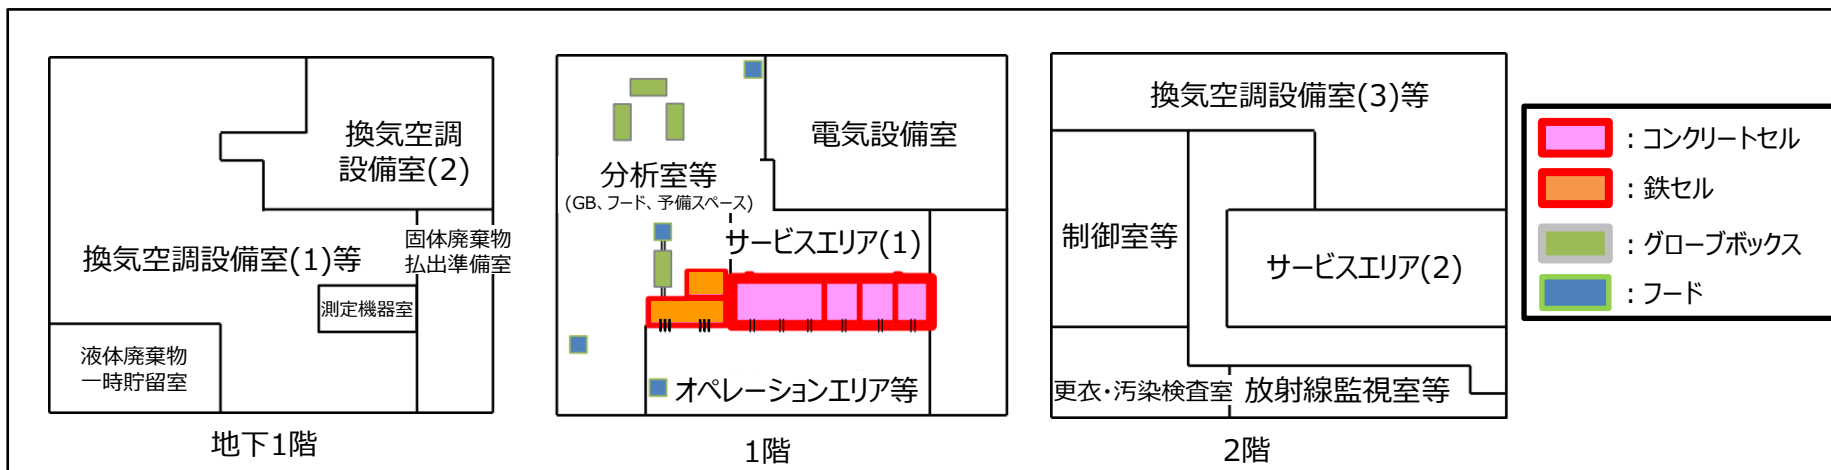 換気空調
設備室(2)
換気空調設備室(1)等
固体廃棄物
払出準備室
測定機器室
液体廃棄物
一時貯留室
地下1階
電気設備室
分析室等
(GB、フード、予備スペース)
サービスエリア(1)
オペレーションエリア等
1階
換気空調設備室(3)等
制御室等
サービスエリア(2)
更衣・汚染検査室
放射線監視室等
2階
：コンクリートセル
：鉄セル
：グローブボックス
：フード